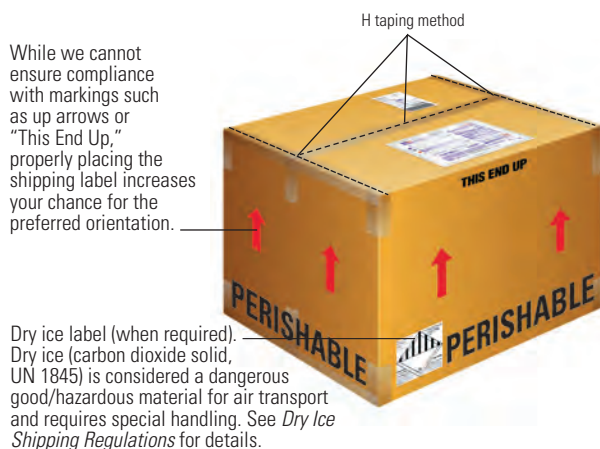 H taping method
While we cannot
ensure compliance
with markings such
as up arrows or
“This End Up,”
properly placing the
shipping label increases
your chance for the
preferred orientation.
THIS END UP
PERISHABLE
PERISHABLE
Dry ice label (when required).
Dry ice (carbon dioxide solid,
UN 1845) is considered a dangerous
good/hazardous material for air transport
and requires special handling. See Dry Ice
Shipping Regulations for details.